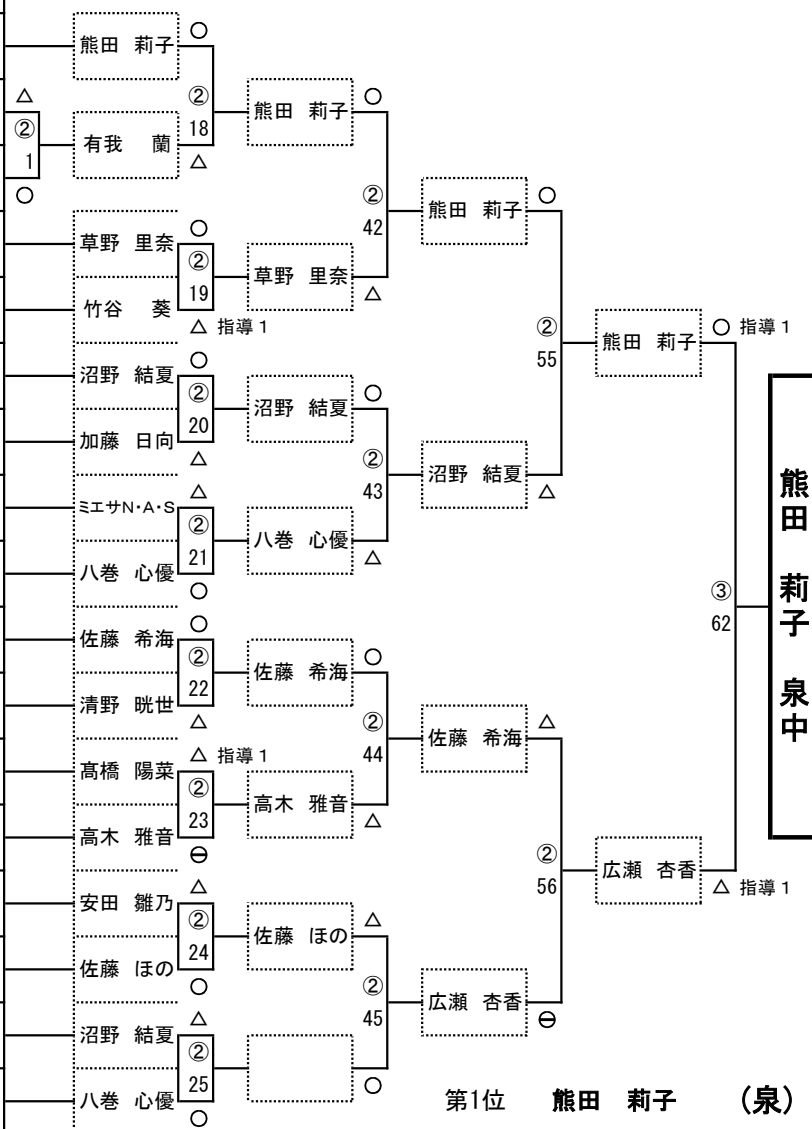 熊田 莉子 ○
△ ② 1 ○
有我 蘭 △
② 18
熊田 莉子 ○
草野 里奈 ○
② 19
竹谷 葵 △ 指導１
草野 里奈 △
② 42
熊田 莉子 ○
沼野 結夏 ○
② 20
加藤 日向 △
沼野 結夏 ○
ミエサN・A・S △
② 21
八巻 心優 ○
八巻 心優 △
② 43
沼野 結夏 △
② 55
熊田 莉子 ○ 指導１
佐藤 希海 ○
② 22
清野 晄世 △
佐藤 希海 ○
髙橋 陽菜 △ 指導１
② 23
高木 雅音 ⊖
高木 雅音 △
② 44
佐藤 希海 △
安田 雛乃 △
② 24
佐藤 ほの ○
佐藤 ほの △
沼野 結夏 △
② 25
八巻 心優 ○
○
② 45
広瀬 杏香 ⊖
② 56
広瀬 杏香 △ 指導１
③ 62
熊田 莉子 泉中
第1位 熊田 莉子 （泉）